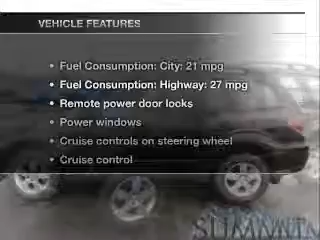 VEHICLE FEATURES
• Fuel Consumption: City: 21 mpg
• Fuel Consumption: Highway: 27 mpg
• Remote power door locks
• Power windows
• Cruise controls on steering wheel
• Cruise control